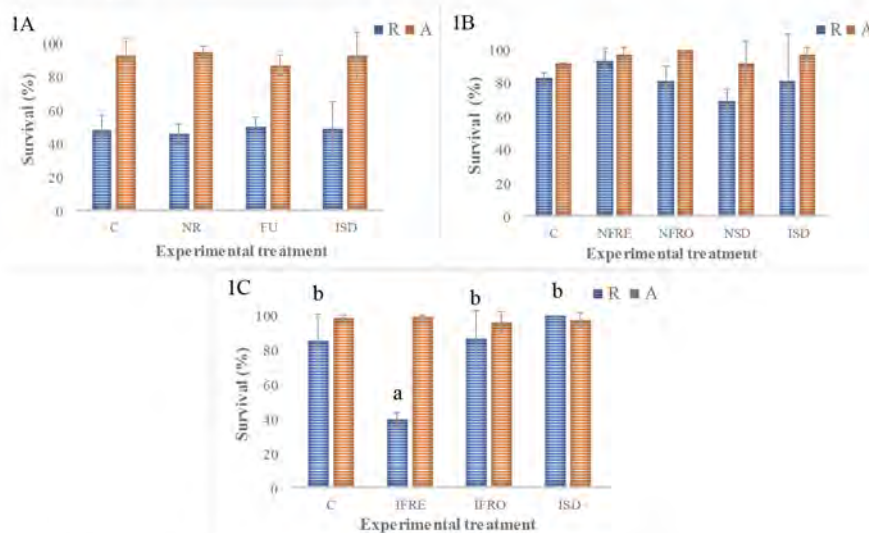 1A
R A
100
80
60
40
20
0
Survival (%)
C NR FU ISD
Experimental treatment
1B
R A
100
80
60
40
20
0
Survival (%)
C NFRE NFRO NSD ISD
Experimental treatment
1C
R A
b b b
a
100
80
60
40
20
0
Survival (%)
C IFRE IFRO ISD
Experimental treatment